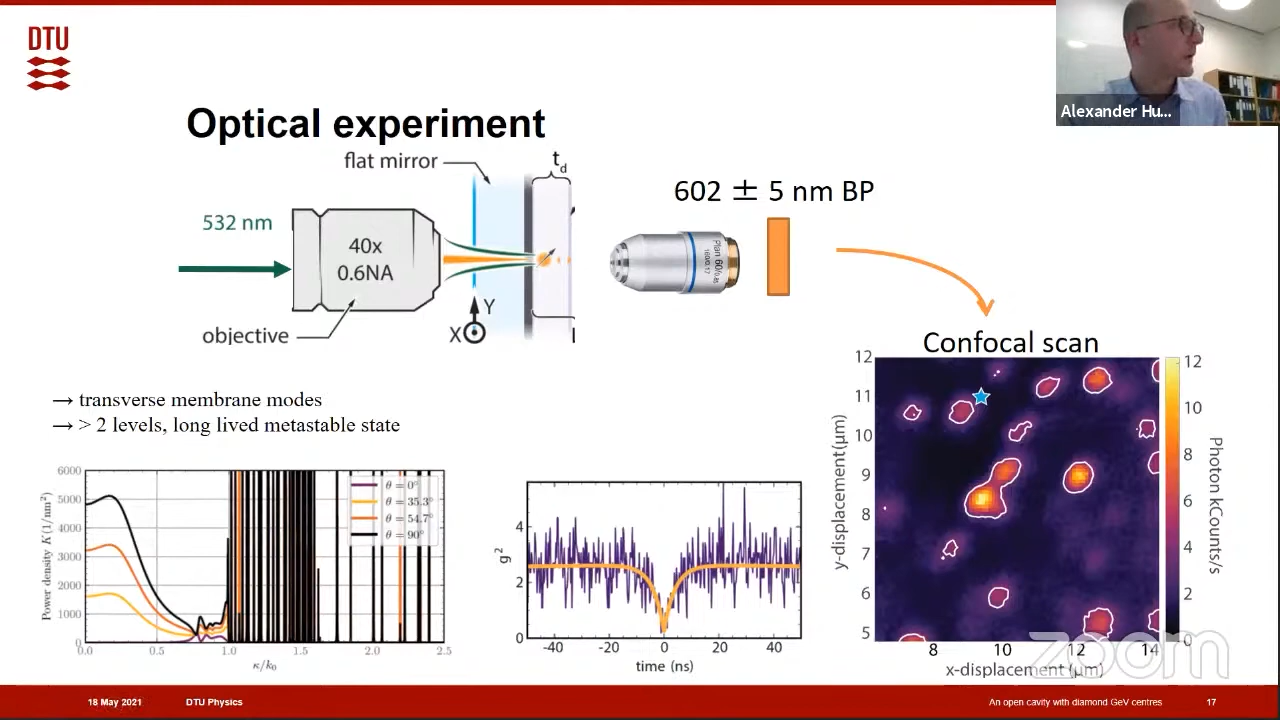 DTU
Alexander Hu...
Optical experiment
flat mirror
t_d
532 nm
40x
0.6NA
objective
Y
X
602 ± 5 nm BP
Plan 60
Confocal scan
→ transverse membrane modes
→ > 2 levels, long lived metastable state
Power density K(1/nm²)
6000
5000
4000
3000
2000
1000
0
0.0 0.5 1.0 1.5 2.0 2.5
κ/k₀
θ = 0°
θ = 35.3°
θ = 54.7°
θ = 90°
g²
4
2
0
-40 -20 0 20 40
time (ns)
y-displacement(μm)
12
11
10
9
8
7
6
5
8 10 12 14
x-displacement (μm)
12
10
8
6
4
2
0
Photon kCounts/s
zoom
18 May 2021 DTU Physics An open cavity with diamond GeV centres 17